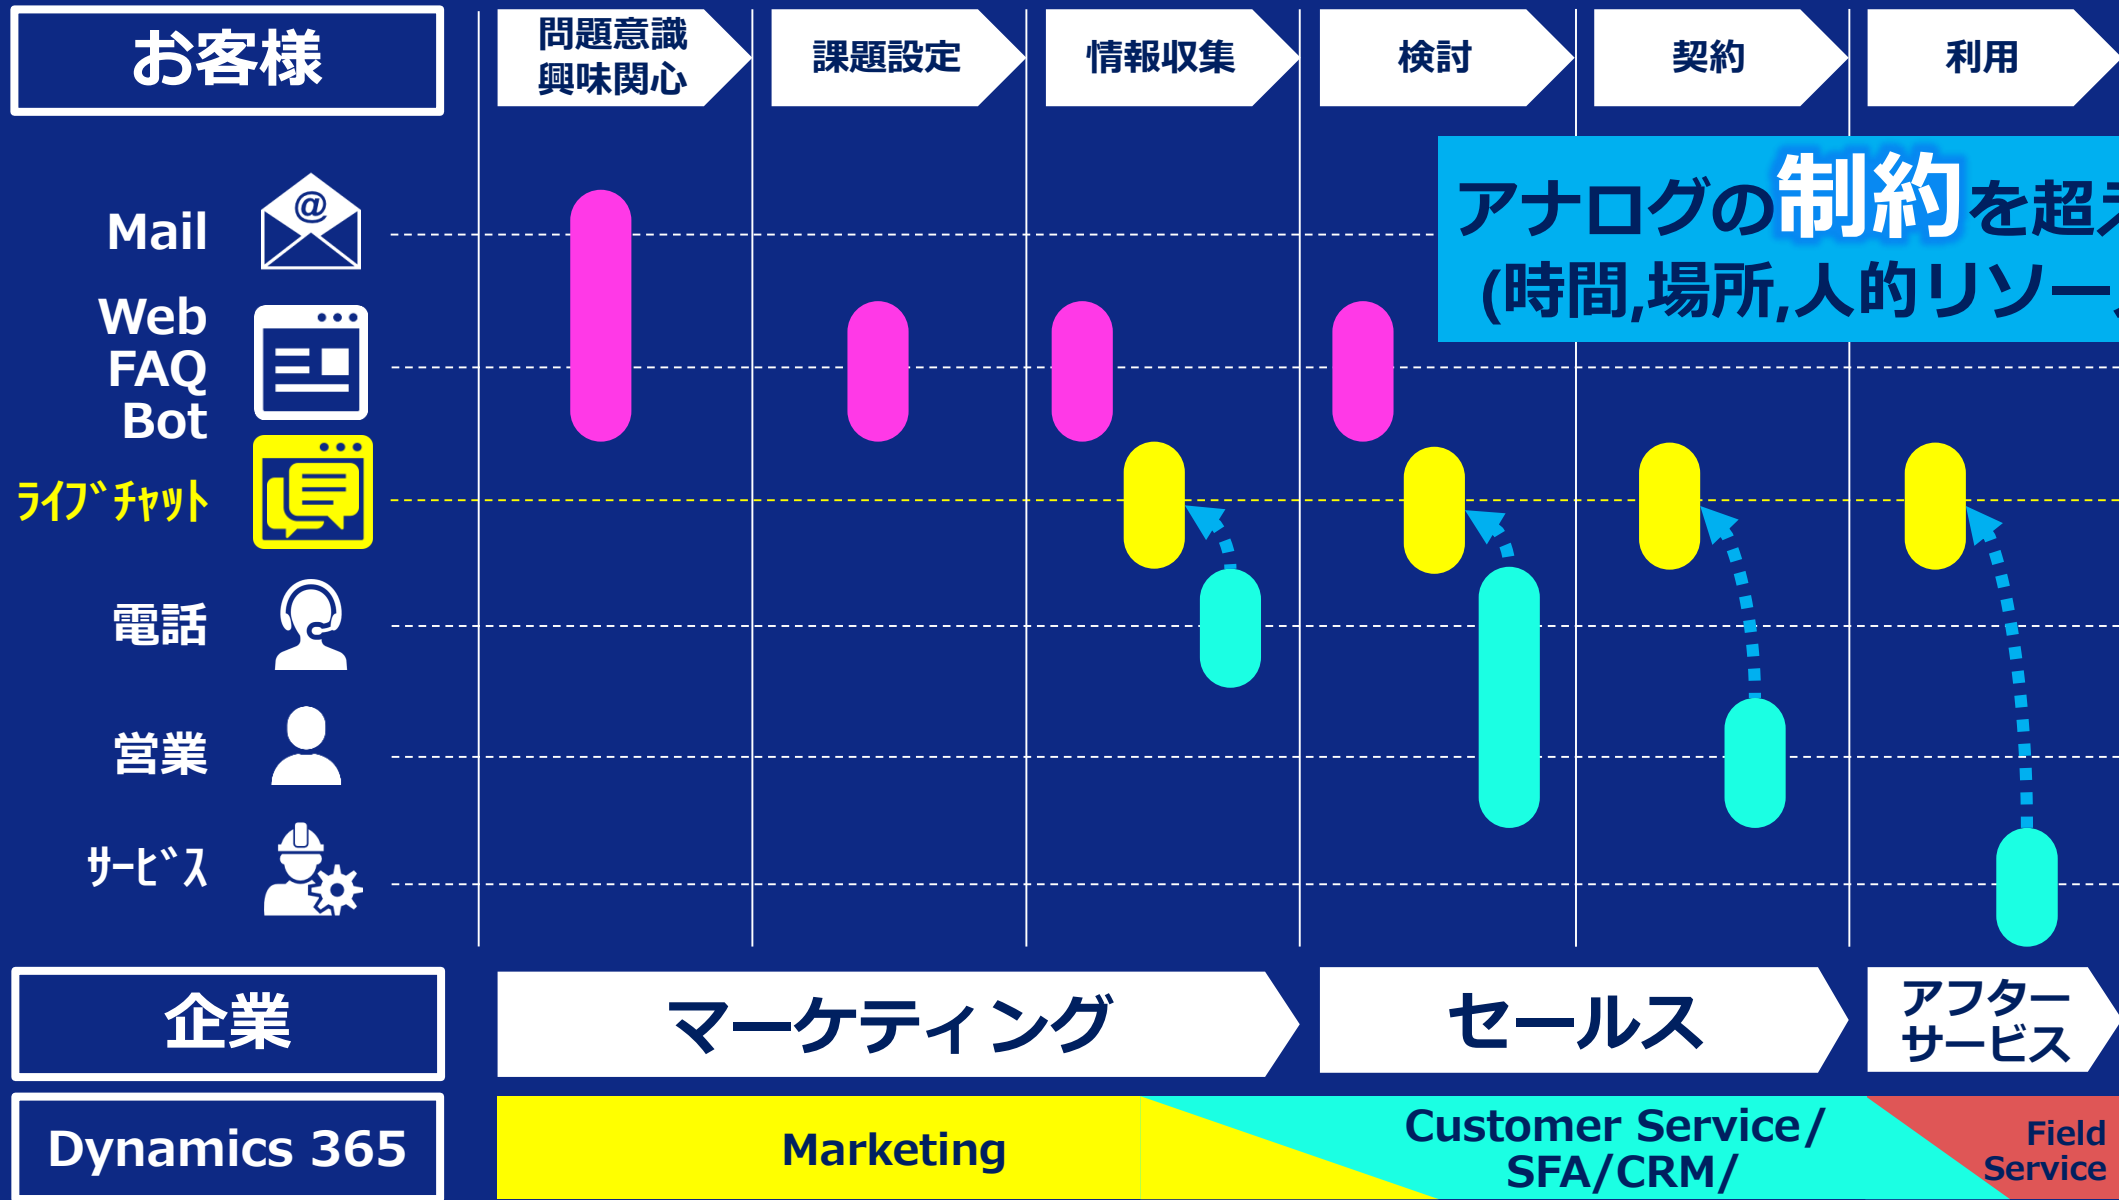 お客様
問題意識
興味関心
課題設定
情報収集
検討
契約
利用
アナログの制約を超え
(時間,場所,人的リソー
Mail
@
Web
FAQ
Bot
ﾗｲﾌﾞﾁｬｯﾄ
電話
営業
ｻｰﾋﾞｽ
企業
マーケティング
セールス
アフター
サービス
Dynamics 365
Marketing
Customer Service/
SFA/CRM/
Field
Service